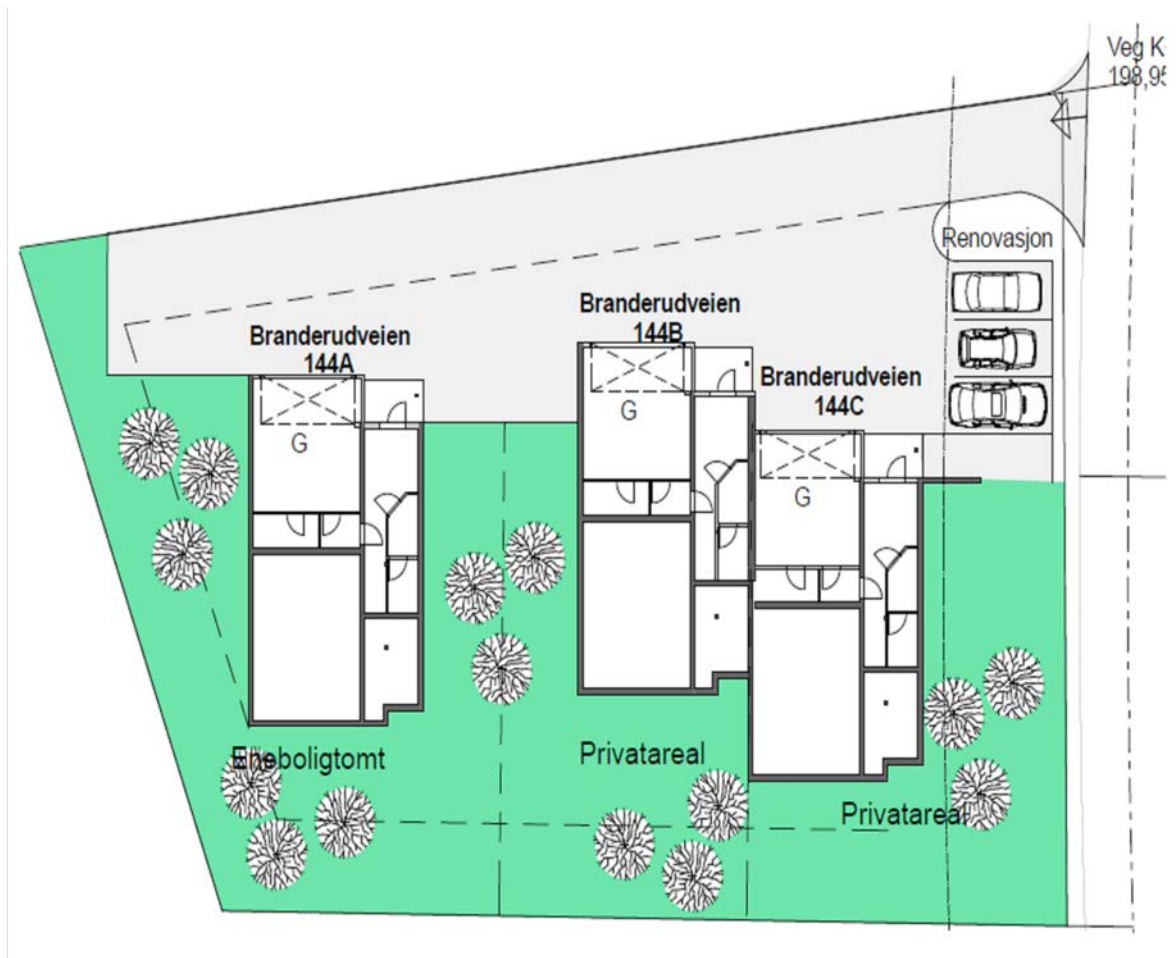 Veg K
198,95
Renovasjon
Branderudveien
144A
Branderudveien
144B
Branderudveien
144C
G
G
G
Eneboligtomt
Privatareal
Privatareal